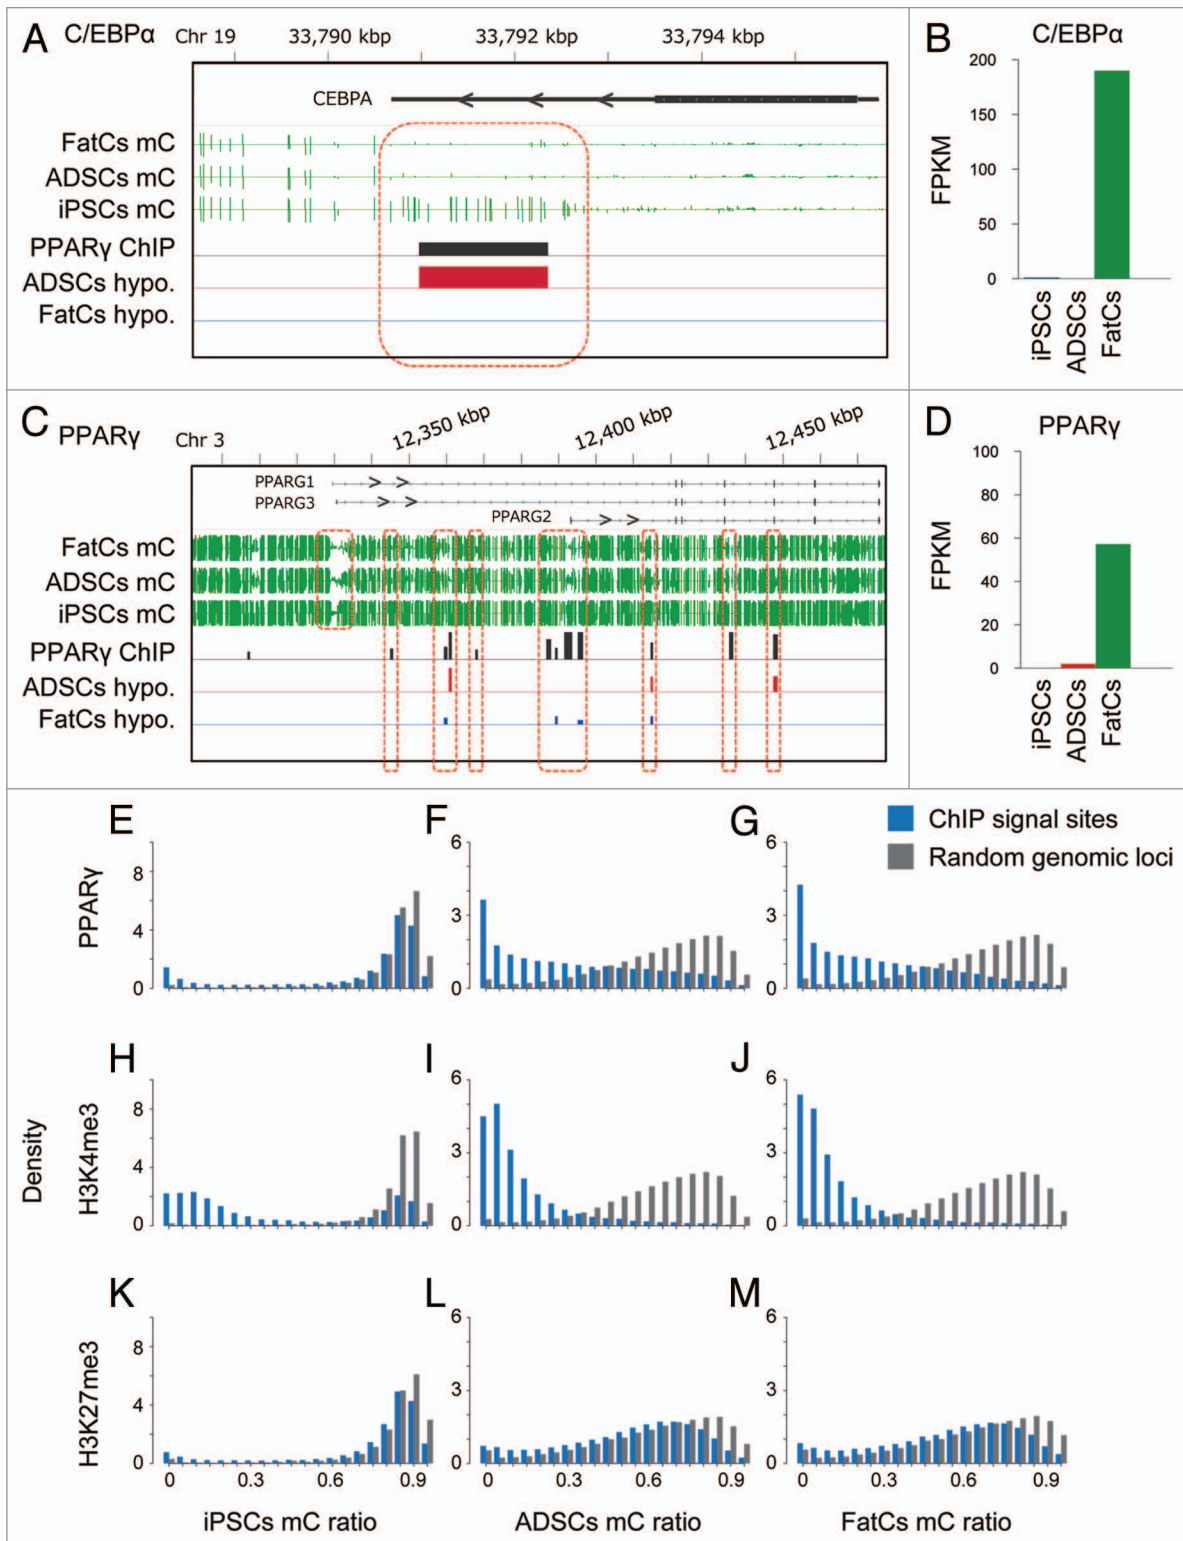 A C/EBPα Chr 19 33,790 kbp 33,792 kbp 33,794 kbp
CEBPA
FatCs mC
ADSCs mC
iPSCs mC
PPARγ ChIP
ADSCs hypo.
FatCs hypo.
B C/EBPα
FPKM
200
150
100
50
0
iPSCs
ADSCs
FatCs
C PPARγ Chr 3 12,350 kbp 12,400 kbp 12,450 kbp
PPARG1
PPARG3
PPARG2
FatCs mC
ADSCs mC
iPSCs mC
PPARγ ChIP
ADSCs hypo.
FatCs hypo.
D PPARγ
FPKM
100
80
60
40
20
0
iPSCs
ADSCs
FatCs
ChIP signal sites
Random genomic loci
Density
E
PPARγ
8
4
0
F
6
3
0
G
6
3
0
H
H3K4me3
8
4
0
I
6
3
0
J
6
3
0
K
H3K27me3
8
4
0
0 0.3 0.6 0.9
iPSCs mC ratio
L
6
3
0
0 0.3 0.6 0.9
ADSCs mC ratio
M
6
3
0
0 0.3 0.6 0.9
FatCs mC ratio